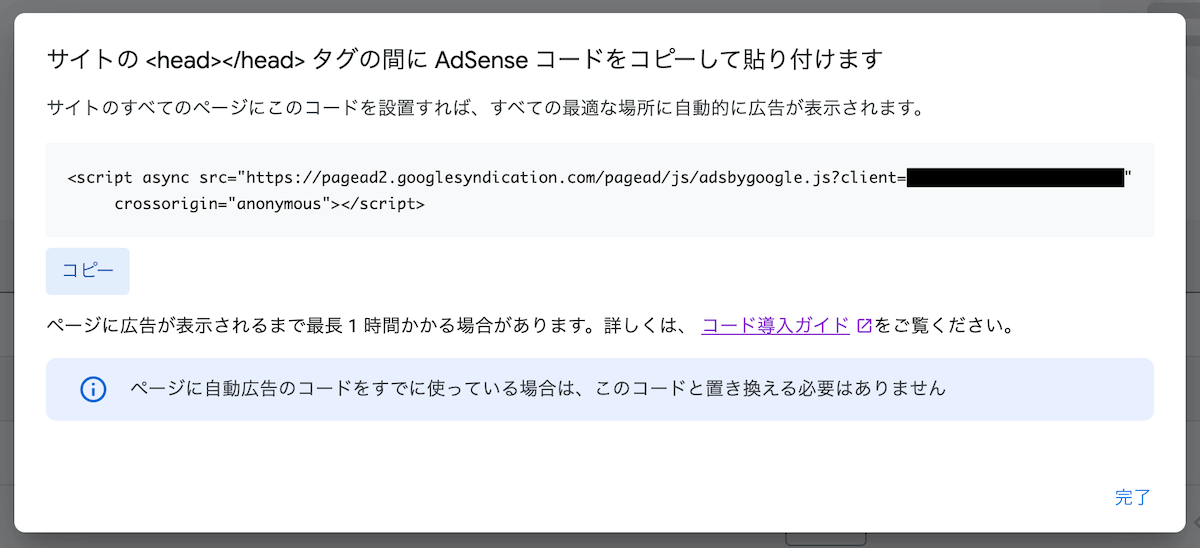 サイトの <head></head> タグの間に AdSense コードをコピーして貼り付けます
サイトのすべてのページにこのコードを設置すれば、すべての最適な場所に自動的に広告が表示されます。
<script async src="https://pagead2.googlesyndication.com/pagead/js/adsbygoogle.js?client="
crossorigin="anonymous"></script>
コピー
ページに広告が表示されるまで最長 1 時間かかる場合があります。詳しくは、 コード導入ガイド をご覧ください。
ページに自動広告のコードをすでに使っている場合は、このコードと置き換える必要はありません
完了